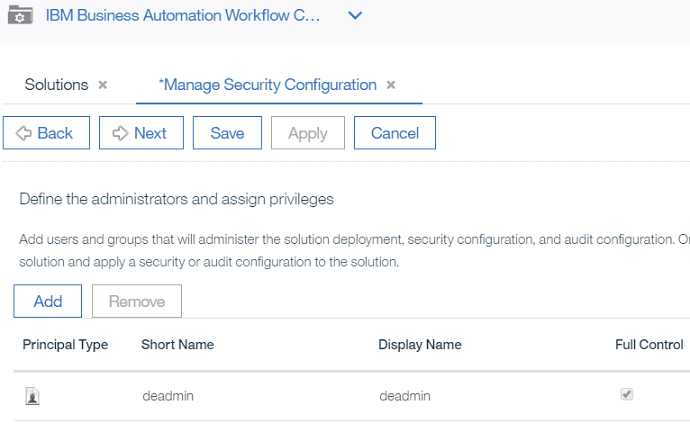 IBM Business Automation Workflow C...
Solutions
*Manage Security Configuration
Back Next Save Apply Cancel
Define the administrators and assign privileges
Add users and groups that will administer the solution deployment, security configuration, and audit configuration.
solution and apply a security or audit configuration to the solution.
Add Remove
Principal Type Short Name Display Name Full Control
deadmin deadmin